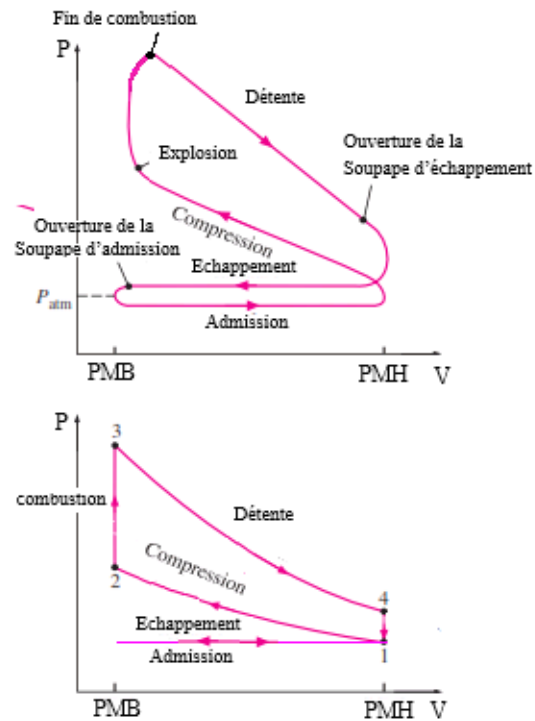 Fin de combustion
P
Détente
Explosion
Ouverture de la
Soupape d'échappement
Ouverture de la
Soupape d'admission
Compression
Echappement
Patm
Admission
PMB
PMH
V
P
3
combustion
Détente
Compression
2
4
Echappement
Admission
1
PMB
PMH
V